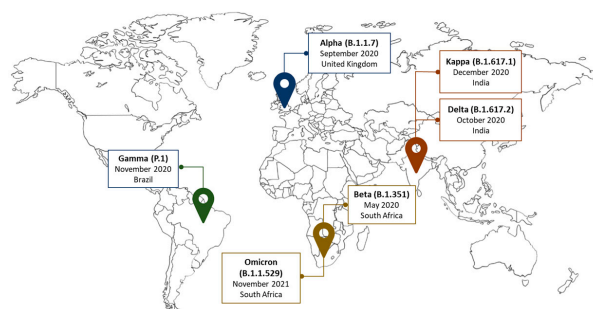 Alpha (B.1.1.7)
September 2020
United Kingdom
Kappa (B.1.617.1)
December 2020
India
Delta (B.1.617.2)
October 2020
India
Gamma (P.1)
November 2020
Brazil
Beta (B.1.351)
May 2020
South Africa
Omicron
(B.1.1.529)
November 2021
South Africa